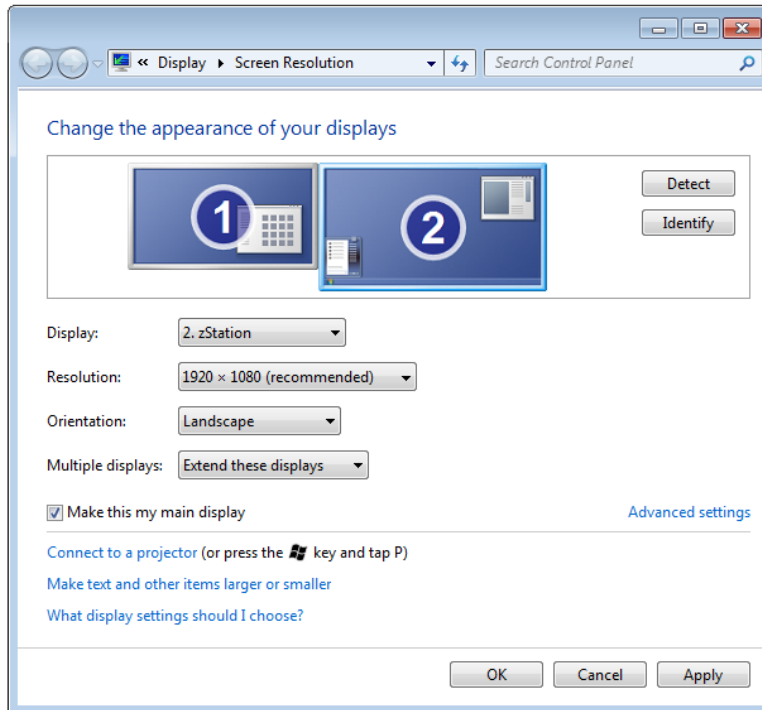 « Display ▸ Screen Resolution
Search Control Panel
Change the appearance of your displays
1
2
Detect
Identify
Display: 2. zStation
Resolution: 1920 × 1080 (recommended)
Orientation: Landscape
Multiple displays: Extend these displays
Make this my main display
Advanced settings
Connect to a projector (or press the key and tap P)
Make text and other items larger or smaller
What display settings should I choose?
OK Cancel Apply